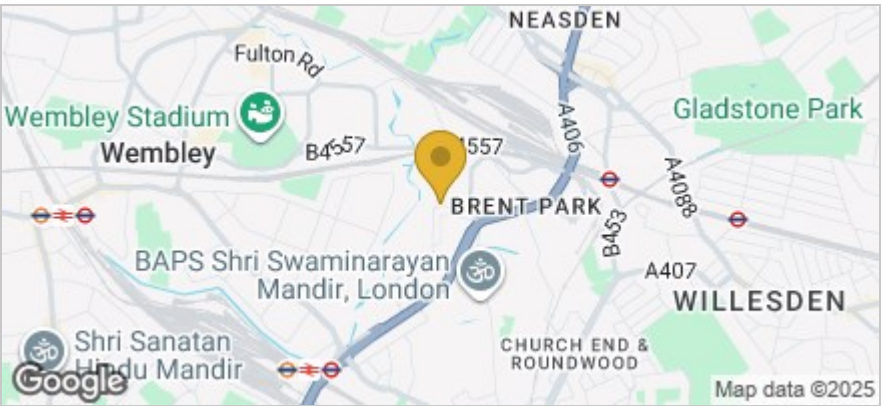 NEASDEN
Fulton Rd
A406
Wembley Stadium
Gladstone Park
Wembley
B4557
4557
A4088
BRENT PARK
B453
BAPS Shri Swaminarayan
Mandir, London
A407
WILLESDEN
Shri Sanatan
Hindu Mandir
CHURCH END &
ROUNDWOOD
Google
Map data ©2025